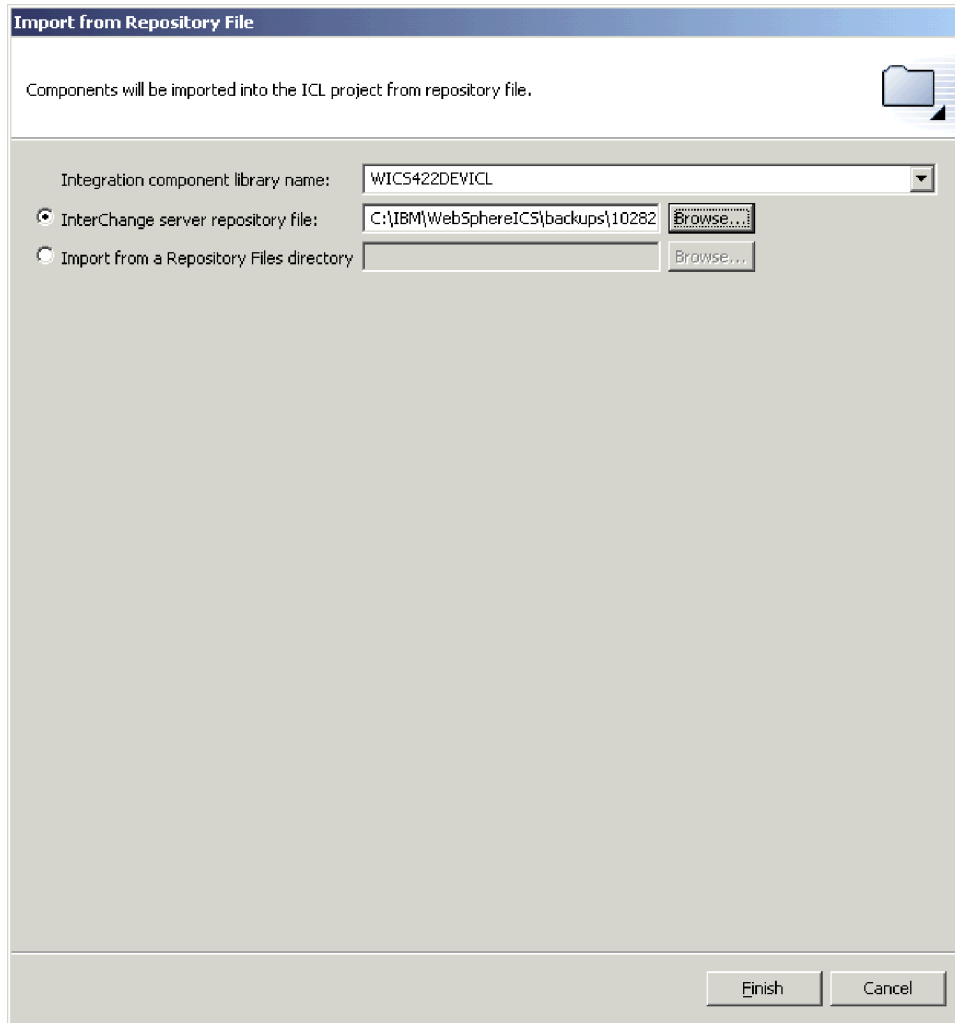 Import from Repository File
Components will be imported into the ICL project from repository file.
Integration component library name: WICS422DEVICL
InterChange server repository file: C:\IBM\WebSphereICS\backups\10282 Browse...
Import from a Repository Files directory Browse...
Finish Cancel